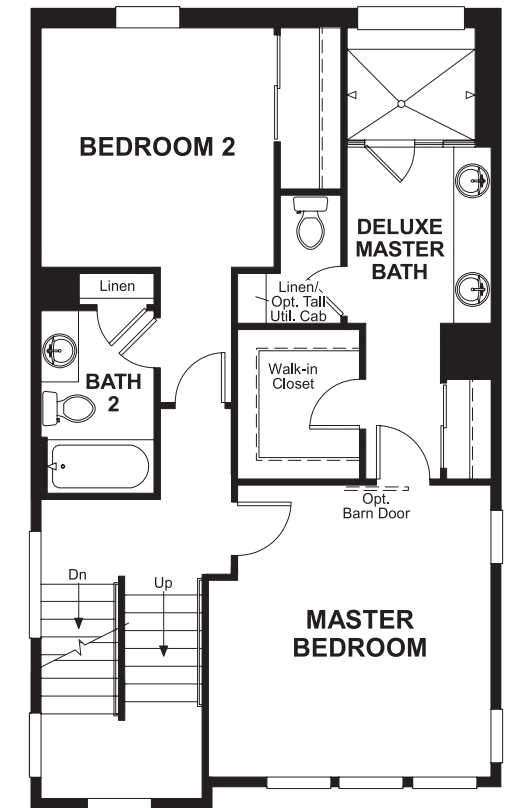 BEDROOM 2
DELUXE
MASTER
BATH
Linen
Linen/
Opt. Tall
Util. Cab
BATH
2
Walk-in
Closet
Opt.
Barn Door
Dn
Up
MASTER
BEDROOM